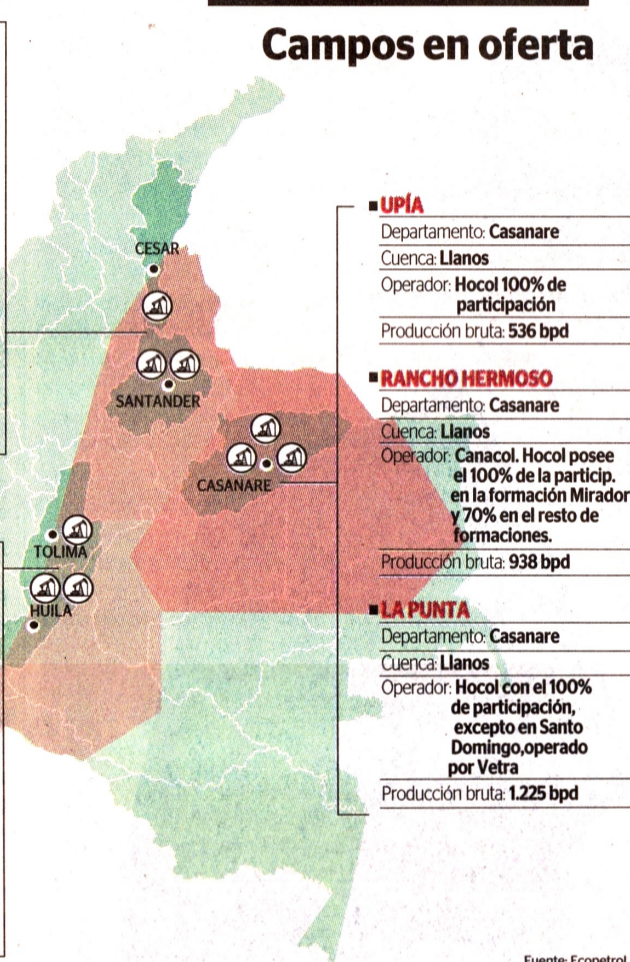 Campos en oferta
CESAR
SANTANDER
CASANARE
TOLIMA
HUILA
UPÍA
Departamento: Casanare
Cuenca: Llanos
Operador: Hocol 100% de
participación
Producción bruta: 536 bpd
RANCHO HERMOSO
Departamento: Casanare
Cuenca: Llanos
Operador: Canacol. Hocol posee
el 100% de la particip.
en la formación Mirador
y 70% en el resto de
formaciones.
Producción bruta: 938 bpd
LA PUNTA
Departamento: Casanare
Cuenca: Llanos
Operador: Hocol con el 100%
de participación,
excepto en Santo
Domingo,operado
por Vetra
Producción bruta: 1.225 bpd
Fuente: Ecopetrol